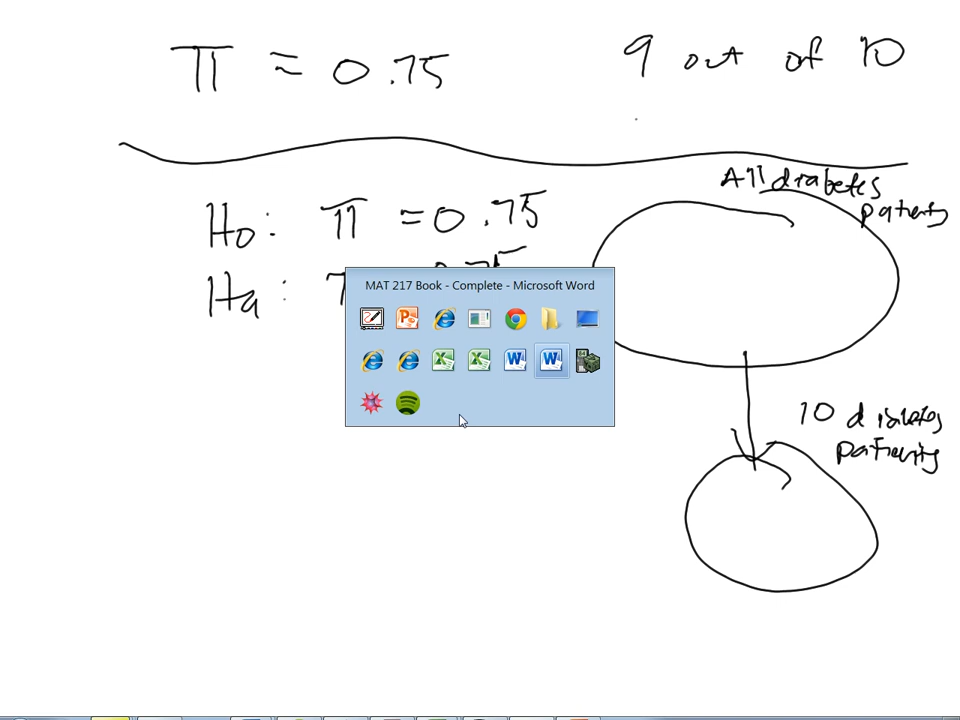 π = 0.75
9 out of 10
All diabetes
patients
Ho: π = 0.75
Ha:
MAT 217 Book - Complete - Microsoft Word
10 diabetes
patients